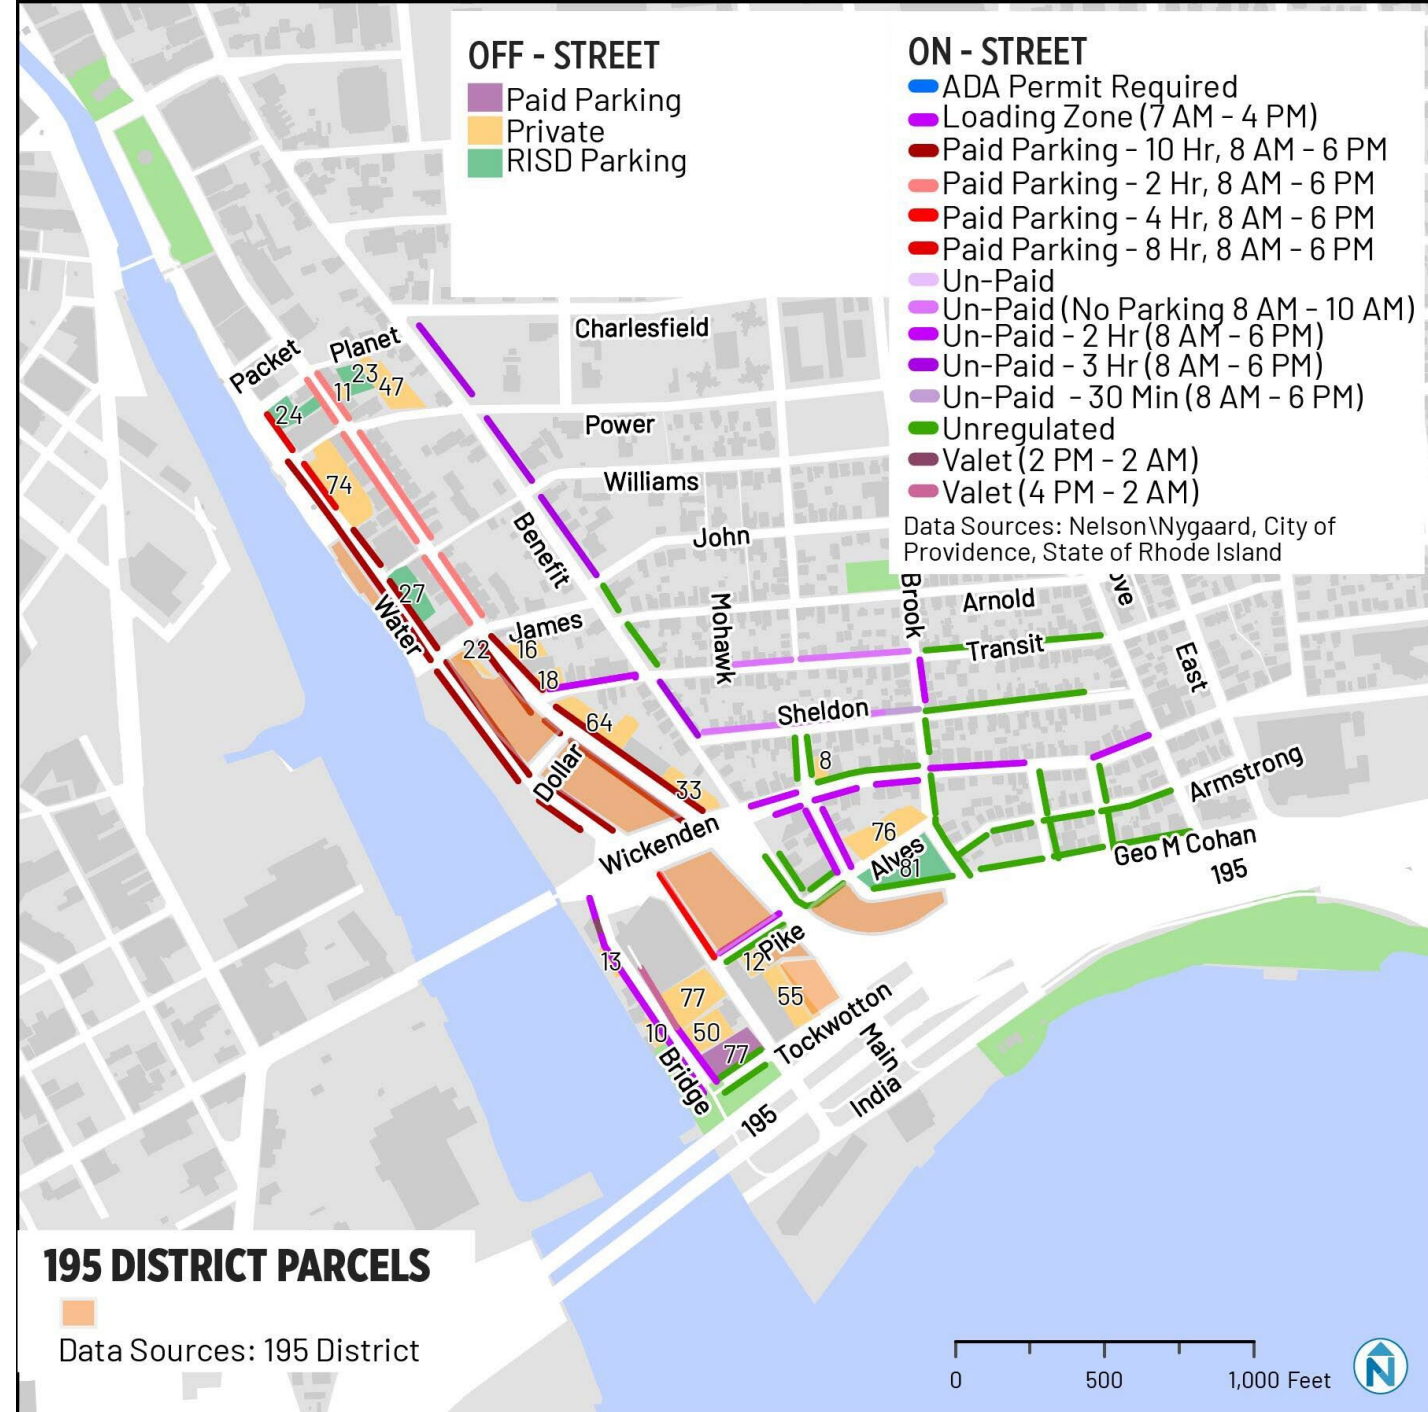 OFF - STREET
Paid Parking
Private
RISD Parking
ON - STREET
ADA Permit Required
Loading Zone (7 AM - 4 PM)
Paid Parking - 10 Hr, 8 AM - 6 PM
Paid Parking - 2 Hr, 8 AM - 6 PM
Paid Parking - 4 Hr, 8 AM - 6 PM
Paid Parking - 8 Hr, 8 AM - 6 PM
Un-Paid
Un-Paid (No Parking 8 AM - 10 AM)
Un-Paid - 2 Hr (8 AM - 6 PM)
Un-Paid - 3 Hr (8 AM - 6 PM)
Un-Paid - 30 Min (8 AM - 6 PM)
Unregulated
Valet (2 PM - 2 AM)
Valet (4 PM - 2 AM)
Data Sources: Nelson\Nygaard, City of
Providence, State of Rhode Island
Charlesfield
Planet
Packet
23
47
11
24
Power
Williams
74
John
Benefit
27
Water
James
Mohawk
Brook
ove
Arnold
Transit
East
22
16
18
Sheldon
64
8
Dollar
33
Armstrong
Wickenden
76
Alves
81
Geo M Cohan
195
Pike
12
13
77
55
50
10
77
Tockwotton
Main
Bridge
India
195
195 DISTRICT PARCELS
Data Sources: 195 District
0 500 1,000 Feet
N